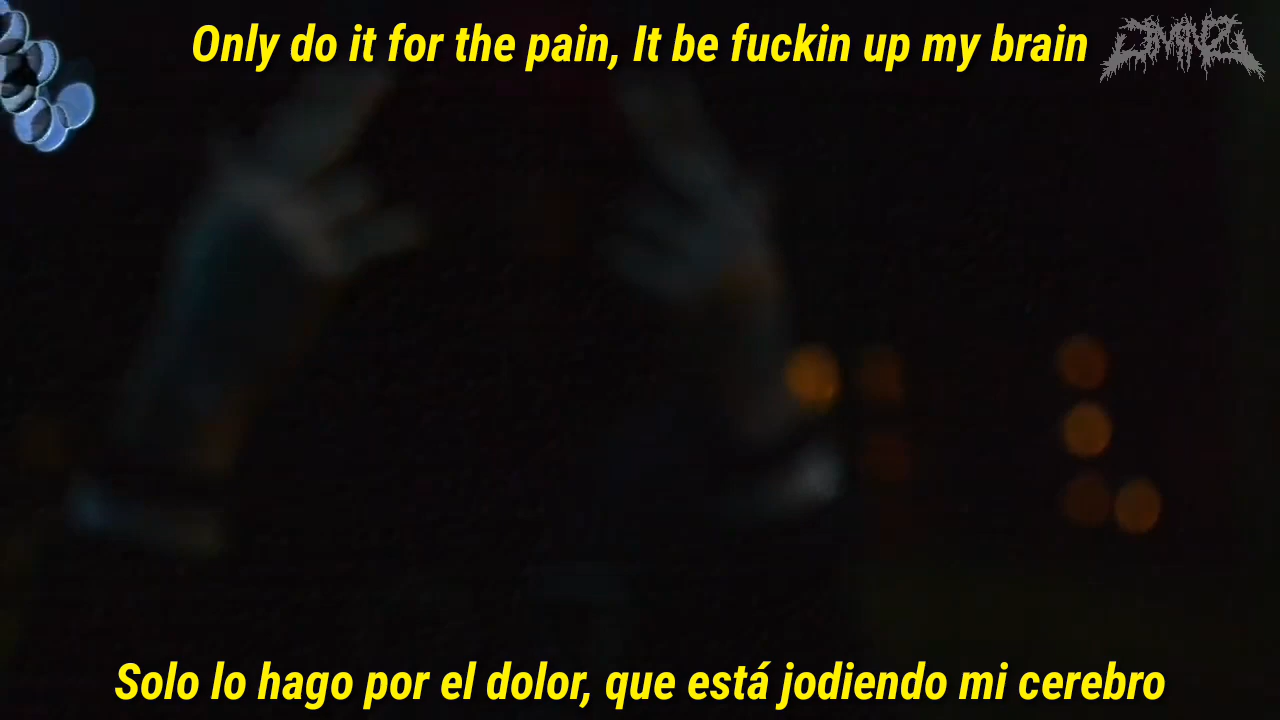 Only do it for the pain, It be fuckin up my brain
Solo lo hago por el dolor, que está jodiendo mi cerebro